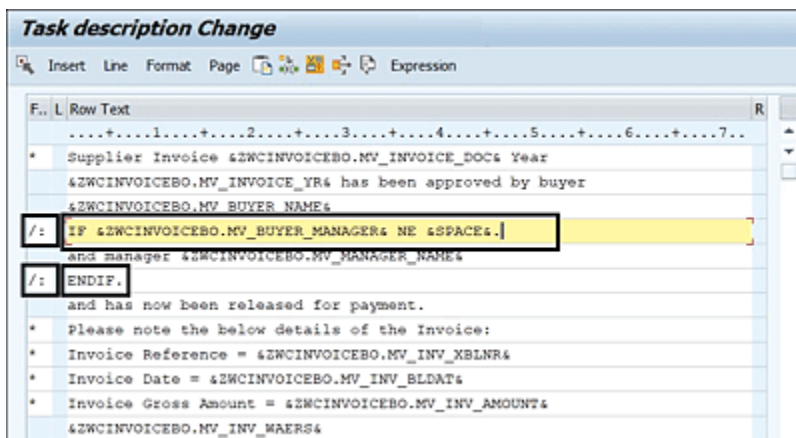 Task description Change
Insert Line Format Page Expression
F.. L Row Text R
....+....1....+....2....+....3....+....4....+....5....+....6....+....7..
* Supplier Invoice &ZWCINVOICEBO.MV_INVOICE_DOC& Year
&ZWCINVOICEBO.MV_INVOICE_YR& has been approved by buyer
&ZWCINVOICEBO.MV_BUYER_NAME&
/: IF &ZWCINVOICEBO.MV_BUYER_MANAGER& NE &SPACE&.
and manager &ZWCINVOICEBO.MV_MANAGER_NAME&
/: ENDIF.
and has now been released for payment.
* Please note the below details of the Invoice:
* Invoice Reference = &ZWCINVOICEBO.MV_INV_XBLNR&
* Invoice Date = &ZWCINVOICEBO.MV_INV_BLDAT&
* Invoice Gross Amount = &ZWCINVOICEBO.MV_INV_AMOUNT&
&ZWCINVOICEBO.MV_INV_WAERS&